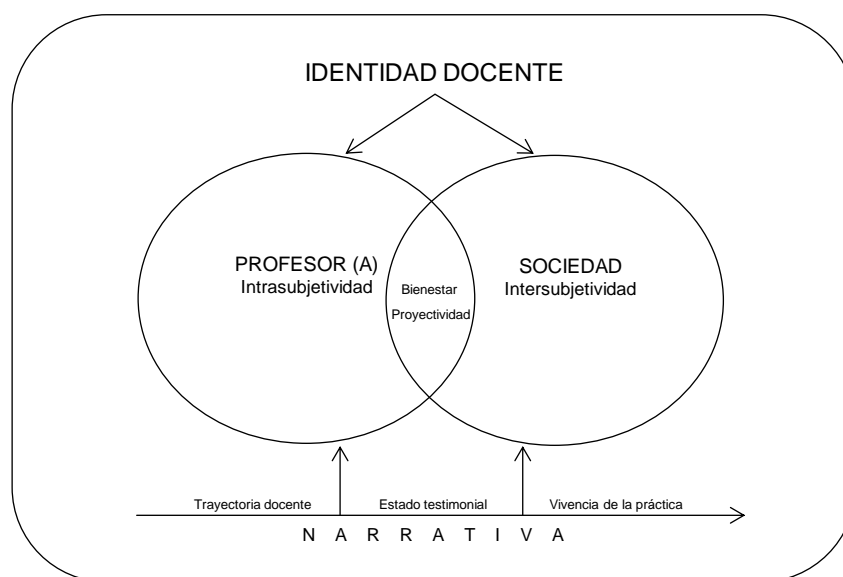 IDENTIDAD DOCENTE
PROFESOR (A)
Intrasubjetividad
Bienestar
Proyectividad
SOCIEDAD
Intersubjetividad
Trayectoria docente
Estado testimonial
Vivencia de la práctica
N A R R A T I V A